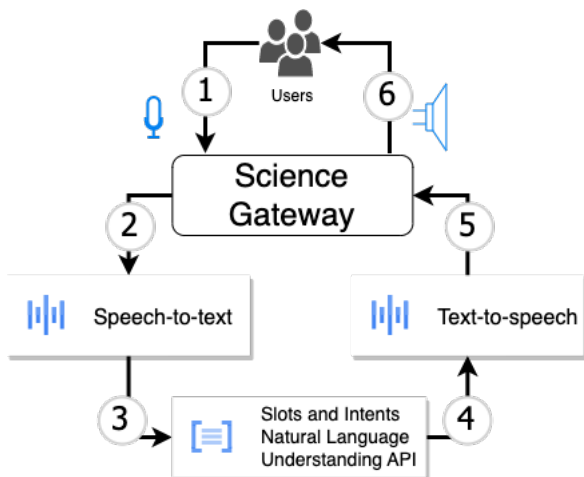 Users
1
6
Science
Gateway
2
5
Speech-to-text
Text-to-speech
3
4
Slots and Intents
Natural Language
Understanding API